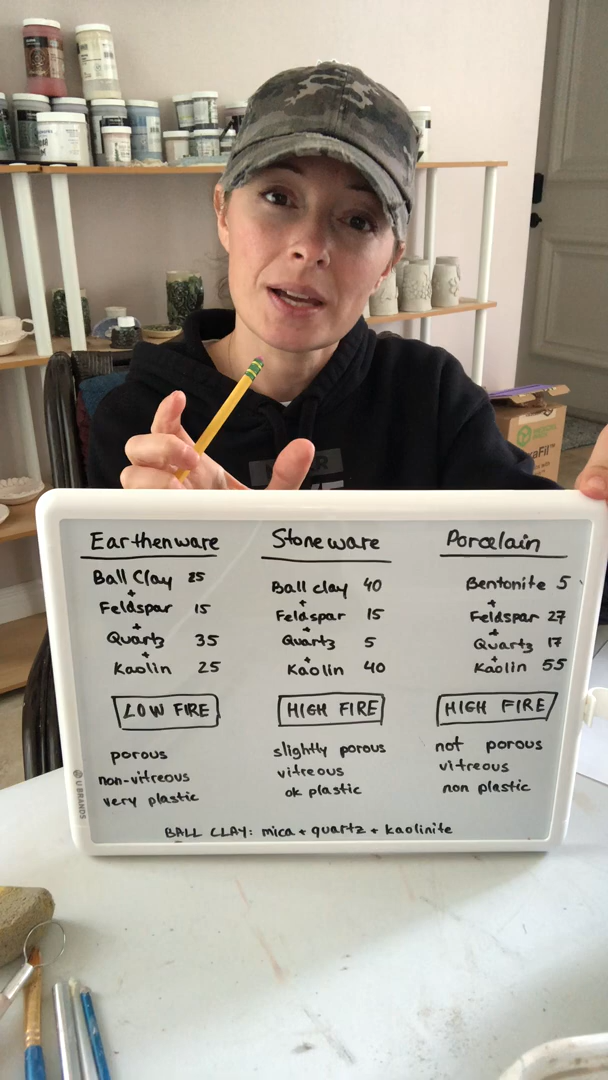 Earthenware
Ball Clay 25
+
Feldspar 15
+
Quartz 35
+
Kaolin 25
LOW FIRE
porous
non-vitreous
very plastic
Stoneware
Ball clay 40
+
Feldspar 15
+
Quartz 5
+
Kaolin 40
HIGH FIRE
slightly porous
vitreous
ok plastic
Porcelain
Bentonite 5
+
Feldspar 27
+
Quartz 17
+
Kaolin 55
HIGH FIRE
not porous
vitreous
non plastic
BALL CLAY: mica + quartz + kaolinite
U BRANDS